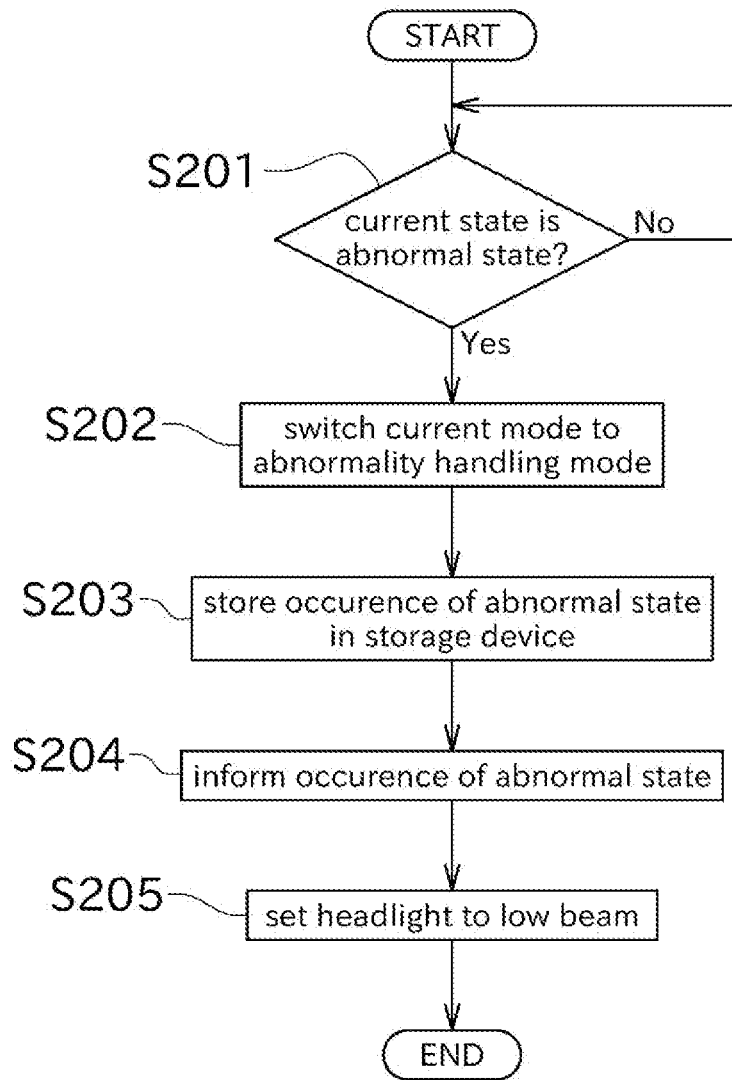 START
S201
current state is
abnormal state?
No
Yes
S202
switch current mode to
abnormality handling mode
S203
store occurence of abnormal state
in storage device
S204
inform occurence of abnormal state
S205
set headlight to low beam
END